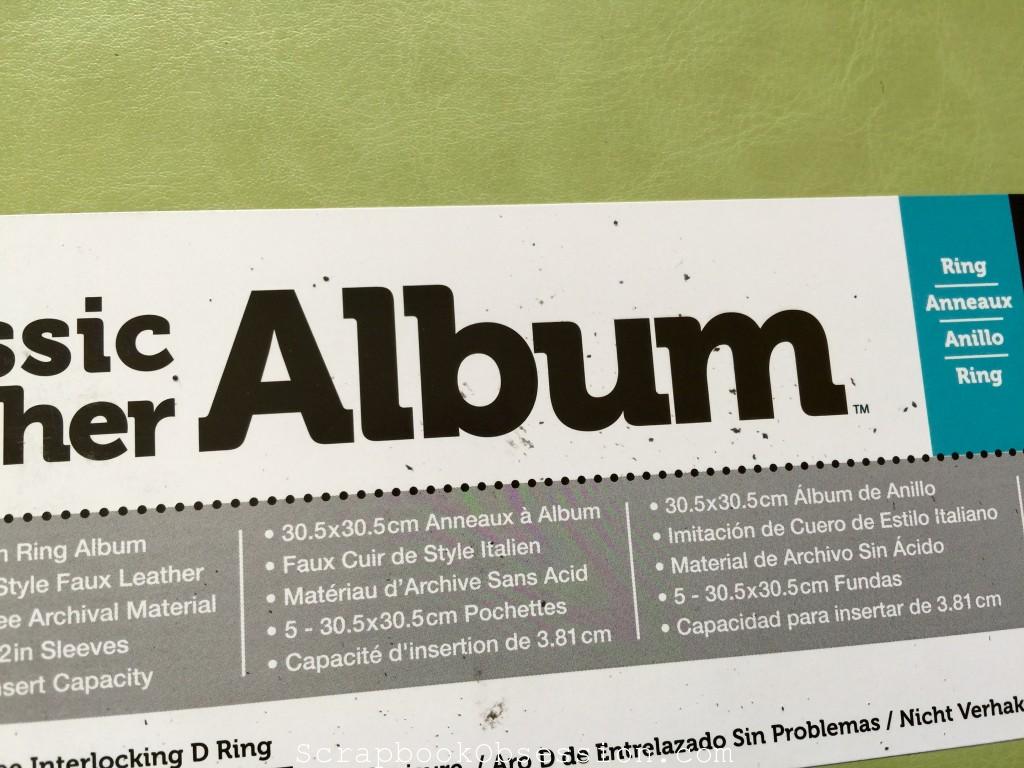 ssic
her
Album™
Ring
Anneaux
Anillo
Ring
Ring Album
Style Faux Leather
ee Archival Material
2in Sleeves
sert Capacity
• 30.5x30.5cm Anneaux à Album
• Faux Cuir de Style Italien
• Matériau d'Archive Sans Acid
• 5 - 30.5x30.5cm Pochettes
• Capacité d'insertion de 3.81 cm
• 30.5x30.5cm Álbum de Anillo
• Imitación de Cuero de Estilo Italiano
• Material de Archivo Sin Ácido
• 5 - 30.5x30.5cm Fundas
• Capacidad para insertar de 3.81 cm
Interlocking D Ring
/ Aro D de Entrelazado Sin Problemas / Nicht Verhak
ScrapbookObsession.com